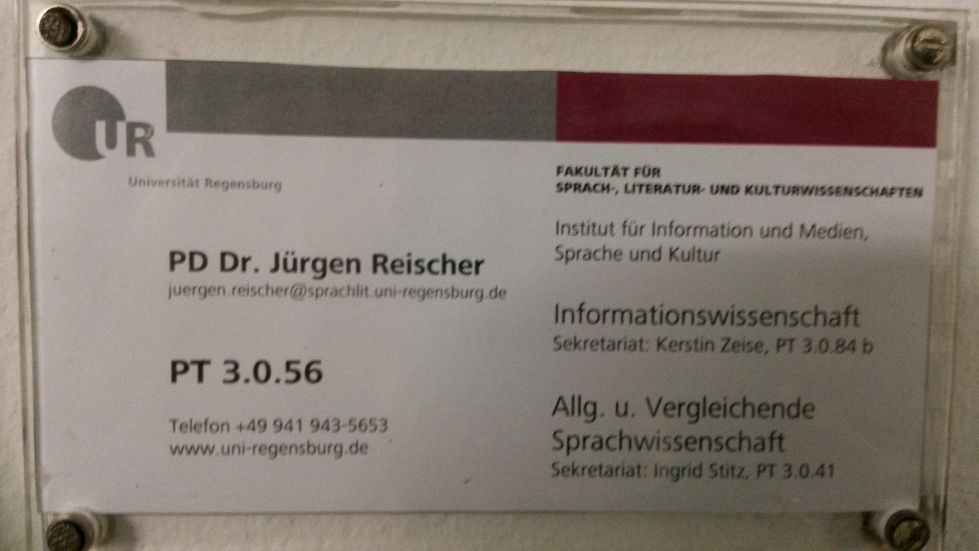 UR
Universität Regensburg
PD Dr. Jürgen Reischer
juergen.reischer@sprachlit.uni-regensburg.de
PT 3.0.56
Telefon +49 941 943-5653
www.uni-regensburg.de
FAKULTÄT FÜR
SPRACH-, LITERATUR- UND KULTURWISSENSCHAFTEN
Institut für Information und Medien,
Sprache und Kultur
Informationswissenschaft
Sekretariat: Kerstin Zeise, PT 3.0.84 b
Allg. u. Vergleichende
Sprachwissenschaft
Sekretariat: Ingrid Stitz, PT 3.0.41